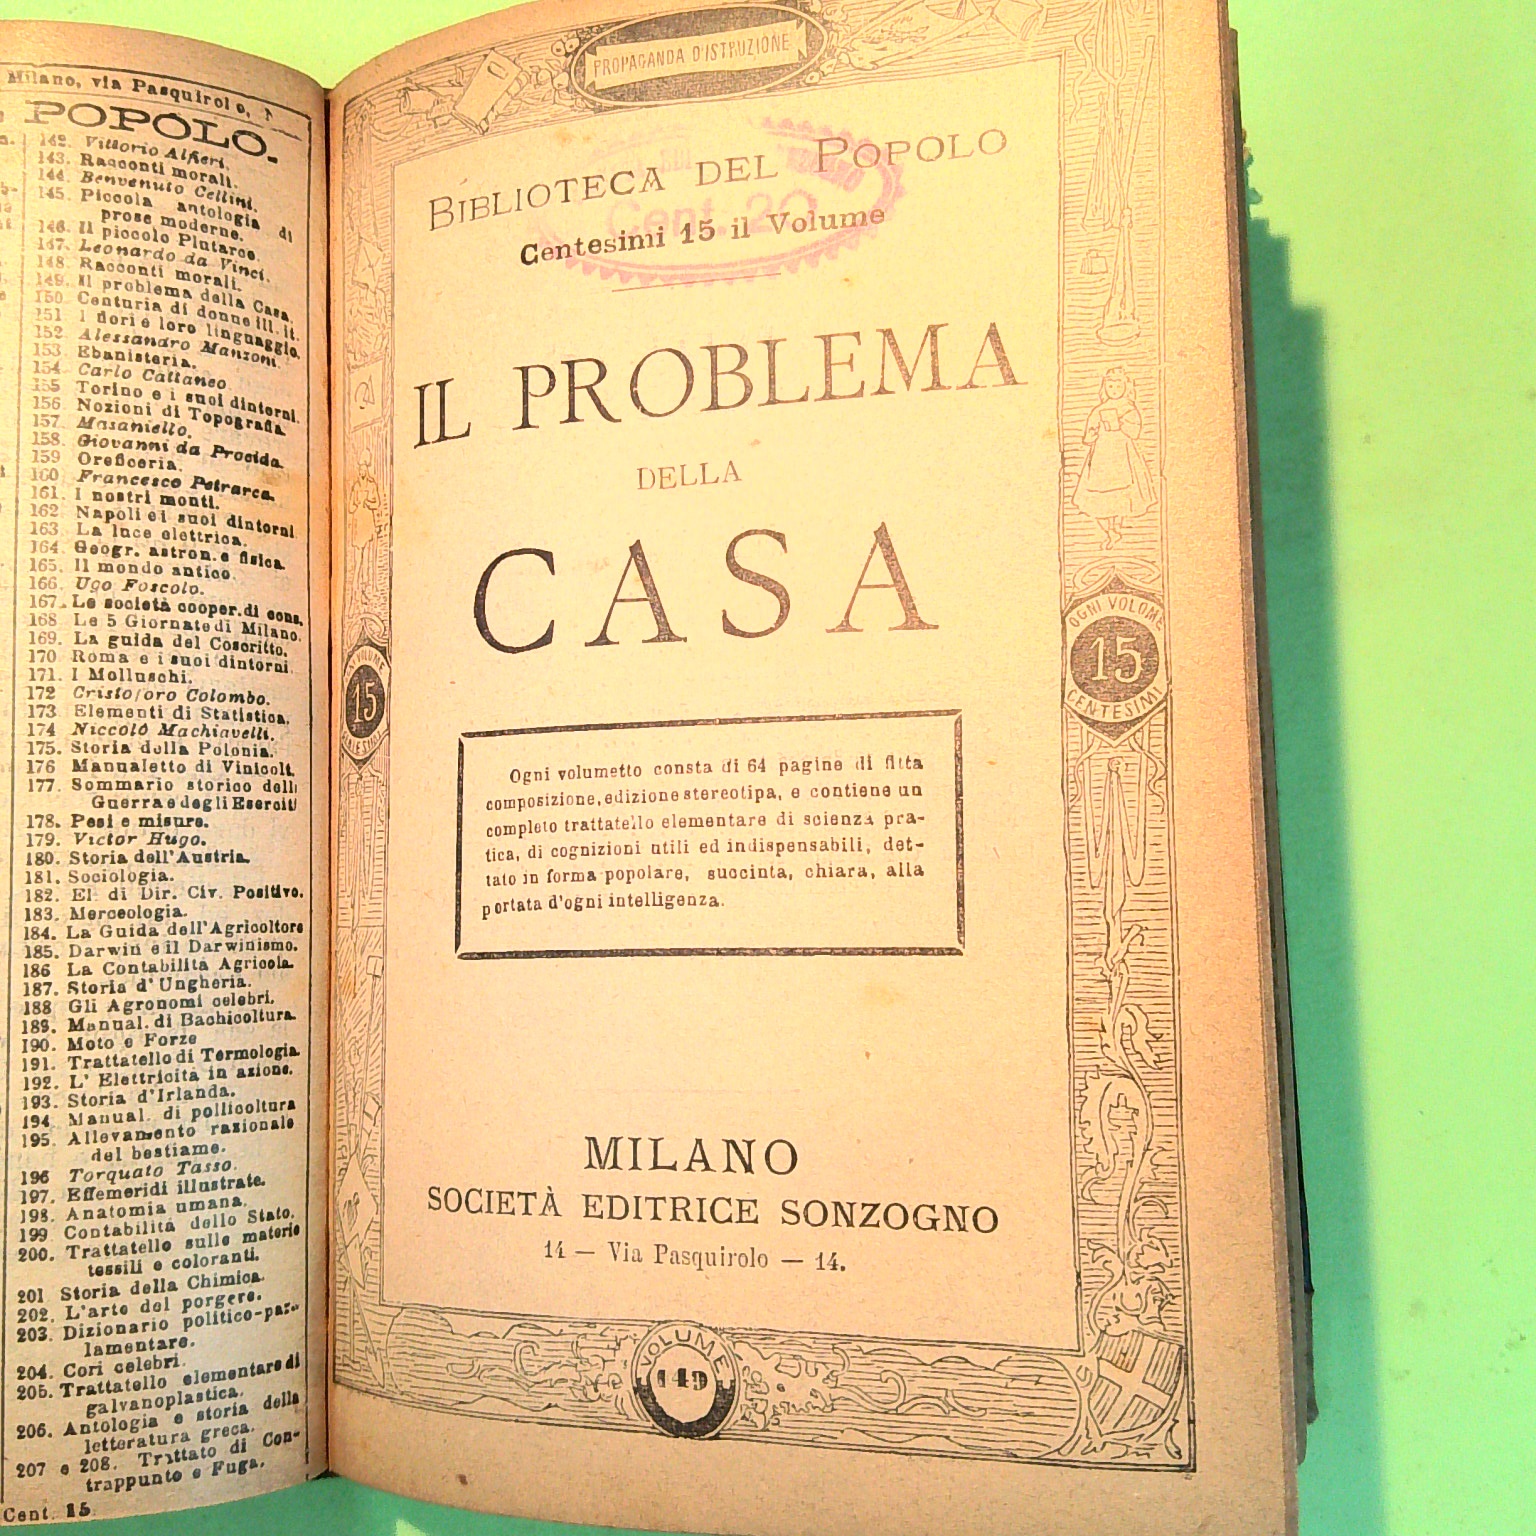 Milano, via Pasquirolo,
POPOLO.
142. Vittorio Alfieri.
143. Racconti morali.
144. Benvenuto Cellini.
145. Piccola antologia di
prose moderne.
146. Il piccolo Plutarco.
147. Leonardo da Vinci.
148. Racconti morali.
149. Il problema della Casa.
150. Centuria di donne ill. it.
151 I fiori e loro linguaggio.
152 Alessandro Manzoni.
153 Ebanisteria.
154 Carlo Cattaneo
155 Torino e i suoi dintorni.
156 Nozioni di Topografia.
157. Masaniello.
158. Giovanni da Procida.
159 Oreficeria.
160 Francesco Petrarca.
161. I nostri monti.
162 Napoli e i suoi dintorni
163 La luce elettrica.
164. Geogr. astron. e fisica.
165. Il mondo antico.
166. Ugo Foscolo.
167. Le società cooper. di cons.
168 Le 5 Giornate di Milano.
169. La guida del Coscritto.
170 Roma e i suoi dintorni.
171. I Molluschi.
172 Cristoforo Colombo.
173 Elementi di Statistica.
174 Niccolò Machiavelli.
175. Storia della Polonia.
176 Manualetto di Vinicolt.
177. Sommario storico delli
Guerra e degli Eserciti
178. Pesi e misure.
179. Victor Hugo.
180. Storia dell'Austria.
181. Sociologia.
182. El. di Dir. Civ. Positivo.
183. Merceologia.
184. La Guida dell'Agricoltore
185. Darwin e il Darwinismo.
186 La Contabilità Agricola.
187. Storia d'Ungheria.
188 Gli Agronomi celebri.
189. Manual. di Bachicoltura.
190. Moto e Forze
191. Trattatello di Termologia.
192. L' Elettricità in azione.
193. Storia d'Irlanda.
194 Manual. di pollicoltura
195. Allevamento razionale
del bestiame.
196 Torquato Tasso.
197. Effemeridi illustrate.
198. Anatomia umana.
199 Contabilità dello Stato.
200. Trattatello sulle materie
tessili e coloranti.
201 Storia della Chimica.
202. L'arte del porgere.
203. Dizionario politico-par-
lamentare.
204. Cori celebri.
205. Trattatello elementare di
galvanoplastica.
206. Antologia e storia della
letteratura greca.
207 e 208. Trattato di Con-
trappunto e Fuga.
Cent. 15
PROPAGANDA D'ISTRUZIONE
BIBLIOTECA DEL POPOLO
Cent. 20
Centesimi 15 il Volume
IL PROBLEMA
DELLA
CASA
OGNI VOLUME
15
CENTESIMI
OGNI VOLUME
15
CENTESIMI
Ogni volumetto consta di 64 pagine di fitta
composizione, edizione stereotipa, e contiene un
completo trattatello elementare di scienza pra-
tica, di cognizioni utili ed indispensabili, det-
tato in forma popolare, succinta, chiara, alla
portata d'ogni intelligenza.
MILANO
SOCIETÀ EDITRICE SONZOGNO
14 — Via Pasquirolo — 14.
VOLUME
149